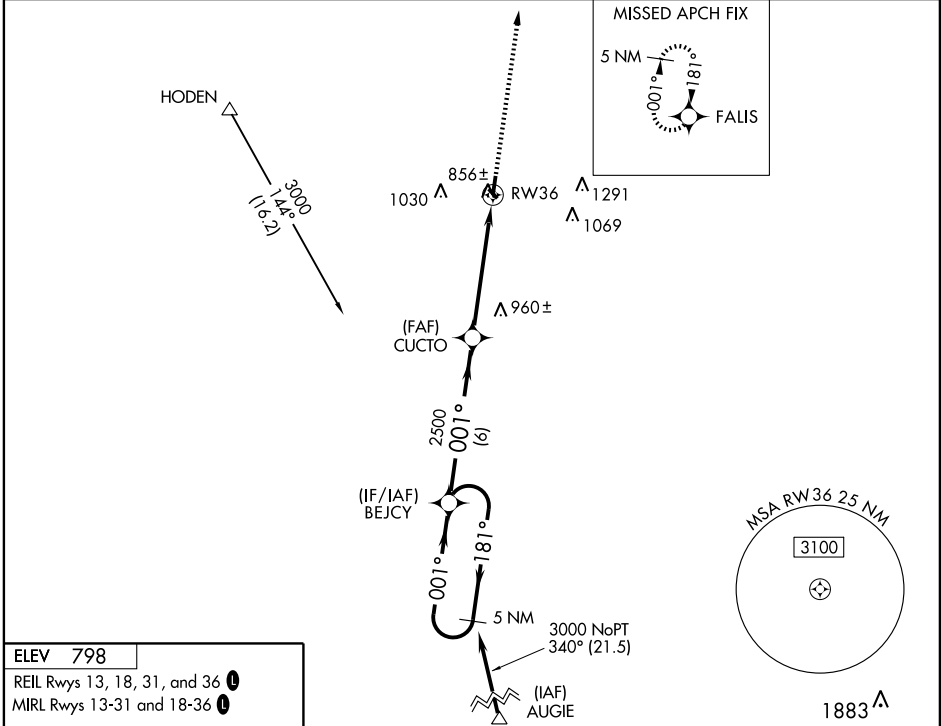 MISSED APCH FIX
5 NM
001°
181°
FALIS
HODEN
3000
144°
(16.2)
856±
1030
RW36
1291
1069
960±
(FAF)
CUCTO
2500
001°
(6)
(IF/IAF)
BEJCY
001°
181°
5 NM
3000 NoPT
340° (21.5)
(IAF)
AUGIE
MSA RW36 25 NM
3100
1883
ELEV 798
REIL Rwys 13, 18, 31, and 36 L
MIRL Rwys 13-31 and 18-36 L